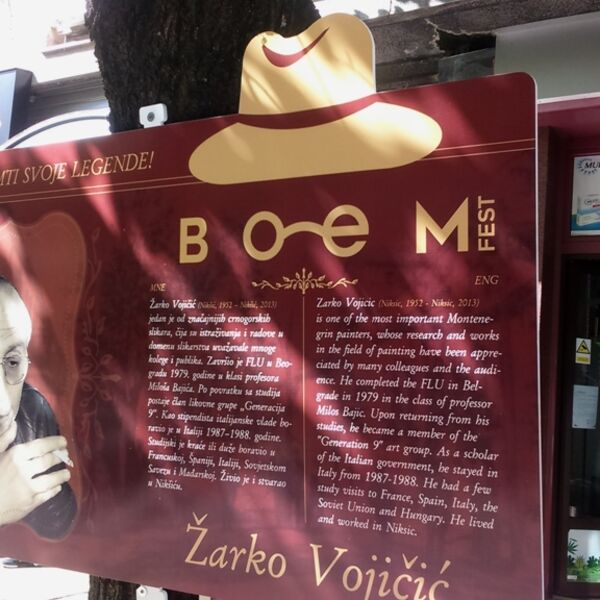 MTI SVOJE LEGENDE!
BOEM FEST
MNE
Žarko Vojičić (Nikšić, 1952 - Nikšić, 2013)
jedan je od značajnijih crnogorskih
slikara, čija su istraživanja i radove u
domenu slikarstva uvažavale mnoge
kolege i publika. Završio je FLU u Beo-
gradu 1979. godine u klasi profesora
Miloša Bajića. Po povratku sa studija
postaje član likovne grupe „Generacija
9". Kao stipendista italijanske vlade bo-
ravio je u Italiji 1987-1988. godine.
Studijski je kraće ili duže boravio u
Francuskoj, Španiji, Italiji, Sovjetskom
Savezu i Mađarskoj. Živio je i stvarao
u Nikšiću.
ENG
Zarko Vojicic (Niksic, 1952 - Niksic, 2013)
is one of the most important Montene-
grin painters, whose research and works
in the field of painting have been appre-
ciated by many colleagues and the audi-
ence. He completed the FLU in Bel-
grade in 1979 in the class of professor
Milos Bajic. Upon returning from his
studies, he became a member of the
"Generation 9" art group. As a scholar
of the Italian government, he stayed in
Italy from 1987-1988. He had a few
study visits to France, Spain, Italy, the
Soviet Union and Hungary. He lived
and worked in Niksic.
Žarko Vojičić